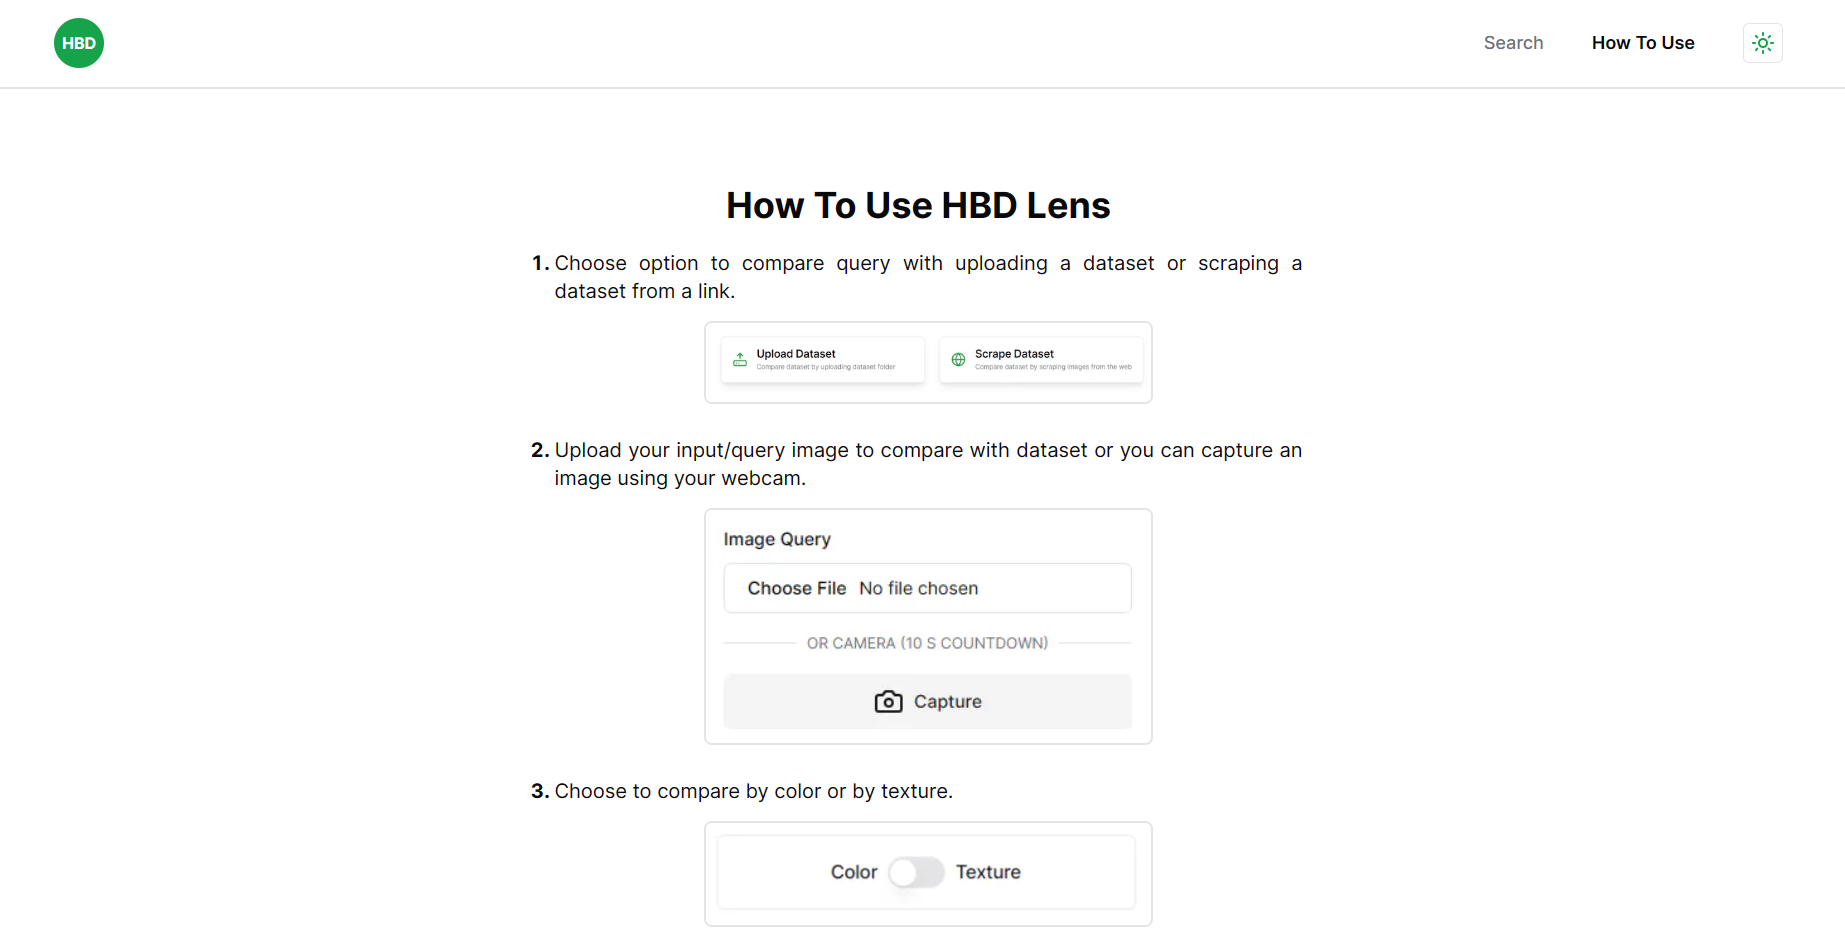 HBD
Search
How To Use
How To Use HBD Lens
1. Choose option to compare query with uploading a dataset or scraping a
dataset from a link.
Upload Dataset
Compare dataset by uploading dataset folder
Scrape Dataset
Compare dataset by scraping images from the web
2. Upload your input/query image to compare with dataset or you can capture an
image using your webcam.
Image Query
Choose File No file chosen
OR CAMERA (10 S COUNTDOWN)
Capture
3. Choose to compare by color or by texture.
Color Texture